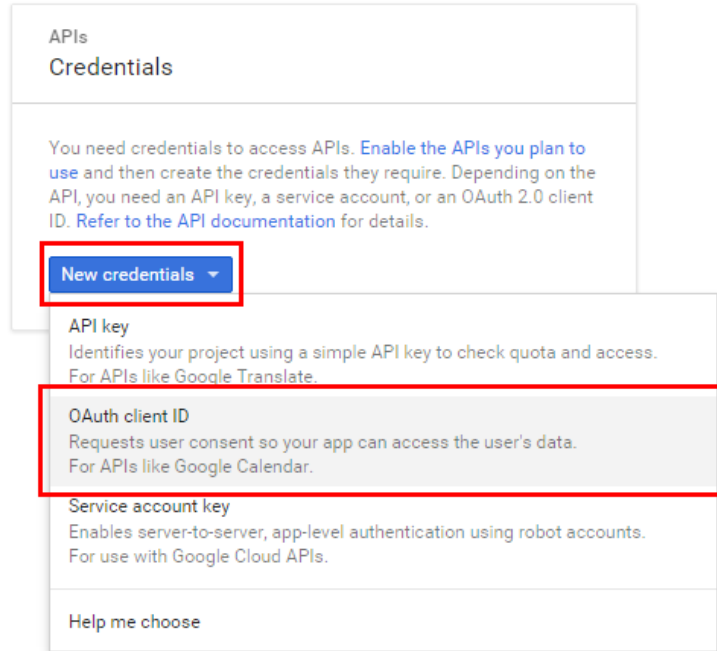 APIs
Credentials
You need credentials to access APIs. Enable the APIs you plan to
use and then create the credentials they require. Depending on the
API, you need an API key, a service account, or an OAuth 2.0 client
ID. Refer to the API documentation for details.
New credentials
API key
Identifies your project using a simple API key to check quota and access.
For APIs like Google Translate.
OAuth client ID
Requests user consent so your app can access the user's data.
For APIs like Google Calendar.
Service account key
Enables server-to-server, app-level authentication using robot accounts.
For use with Google Cloud APIs.
Help me choose